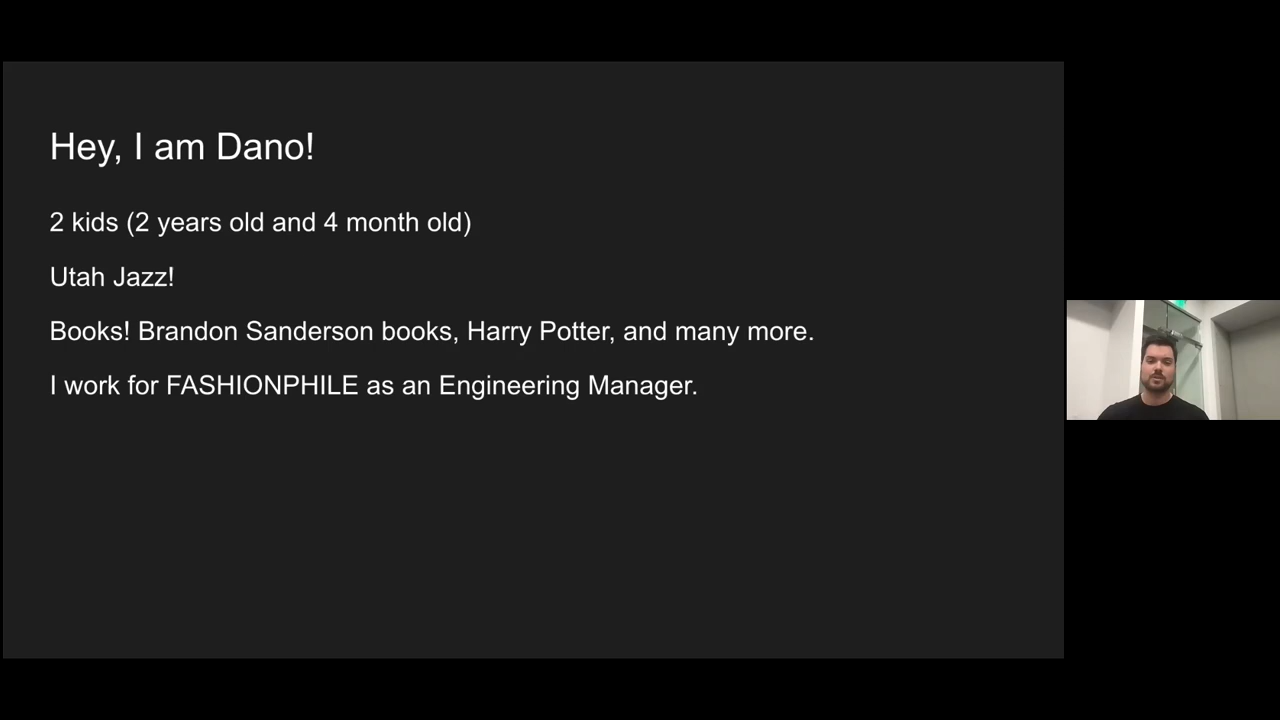 Hey, I am Dano!
2 kids (2 years old and 4 month old)
Utah Jazz!
Books! Brandon Sanderson books, Harry Potter, and many more.
I work for FASHIONPHILE as an Engineering Manager.